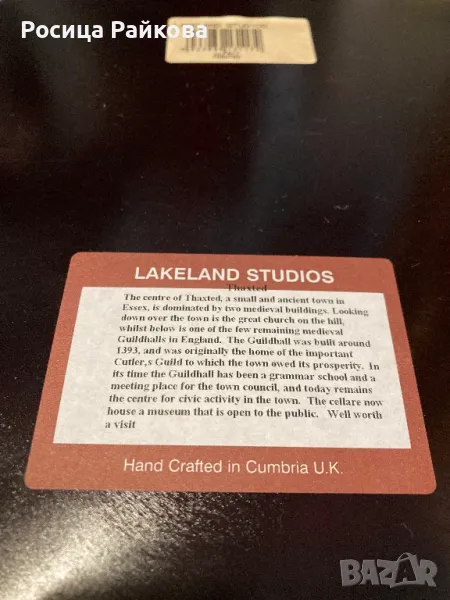 Росица Райкова
LAKELAND STUDIOS
Thaxted
The centre of Thaxted, a small and ancient town in
Essex, is dominated by two medieval buildings. Looking
down over the town is the great church on the hill,
whilst below is one of the few remaining medieval
Guildhalls in England. The Guildhall was built around
1393, and was originally the home of the important
Cutler,s Guild to which the town owed its prosperity. In
its time the Guildhall has been a grammar school and a
meeting place for the town council, and today remains
the centre for civic activity in the town. The cellare now
house a museum that is open to the public. Well worth
a visit
Hand Crafted in Cumbria U.K.
BAZAR